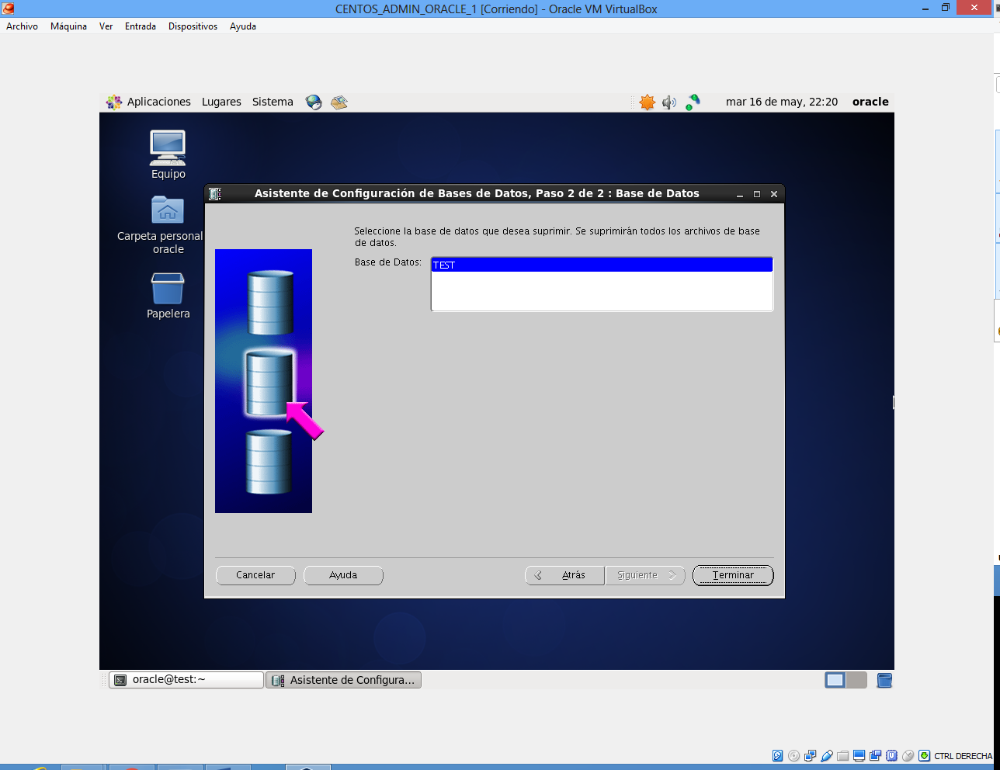 CENTOS_ADMIN_ORACLE_1 [Corriendo] - Oracle VM VirtualBox
Archivo Máquina Ver Entrada Dispositivos Ayuda
Aplicaciones Lugares Sistema mar 16 de may, 22:20 oracle
Equipo
Carpeta personal
oracle
Papelera
Asistente de Configuración de Bases de Datos, Paso 2 de 2 : Base de Datos
Seleccione la base de datos que desea suprimir. Se suprimirán todos los archivos de base
de datos.
Base de Datos: TEST
Cancelar Ayuda Atrás Siguiente Terminar
oracle@test:~ Asistente de Configura...
CTRL DERECHA